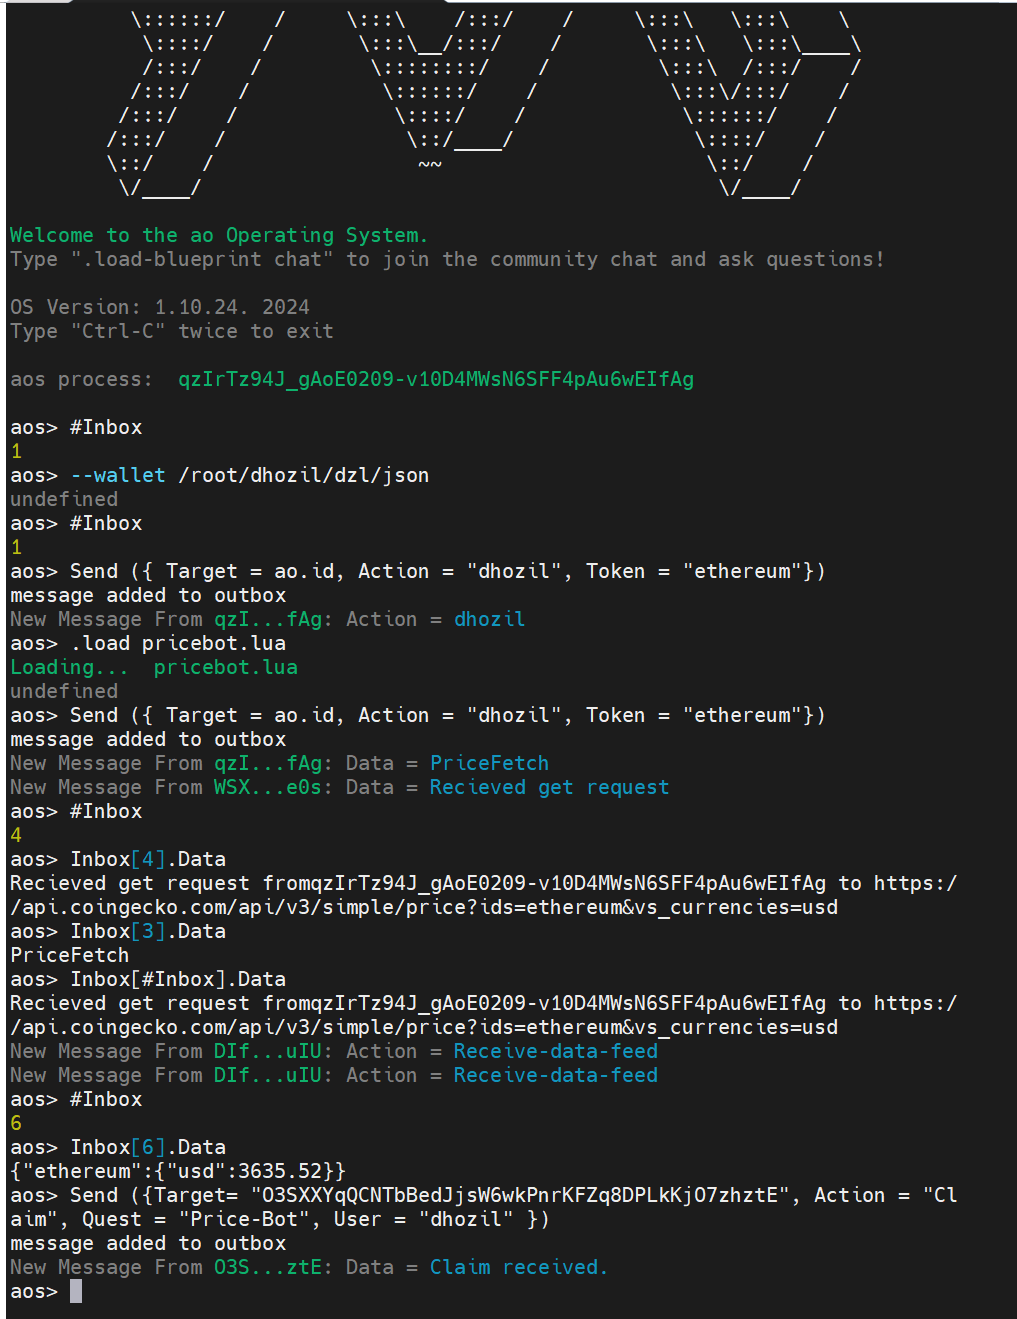 Welcome to the ao Operating System.
Type ".load-blueprint chat" to join the community chat and ask questions!
OS Version: 1.10.24. 2024
Type "Ctrl-C" twice to exit
aos process:  qzIrTz94J_gAoE0209-v10D4MWsN6SFF4pAu6wEIfAg
aos> #Inbox
1
aos> --wallet /root/dhozil/dzl/json
undefined
aos> #Inbox
1
aos> Send ({ Target = ao.id, Action = "dhozil", Token = "ethereum"})
message added to outbox
New Message From qzI...fAg: Action = dhozil
aos> .load pricebot.lua
Loading...  pricebot.lua
undefined
aos> Send ({ Target = ao.id, Action = "dhozil", Token = "ethereum"})
message added to outbox
New Message From qzI...fAg: Data = PriceFetch
New Message From WSX...e0s: Data = Recieved get request
aos> #Inbox
4
aos> Inbox[4].Data
Recieved get request fromqzIrTz94J_gAoE0209-v10D4MWsN6SFF4pAu6wEIfAg to https:/
/api.coingecko.com/api/v3/simple/price?ids=ethereum&vs_currencies=usd
aos> Inbox[3].Data
PriceFetch
aos> Inbox[#Inbox].Data
Recieved get request fromqzIrTz94J_gAoE0209-v10D4MWsN6SFF4pAu6wEIfAg to https:/
/api.coingecko.com/api/v3/simple/price?ids=ethereum&vs_currencies=usd
New Message From DIf...uIU: Action = Receive-data-feed
New Message From DIf...uIU: Action = Receive-data-feed
aos> #Inbox
6
aos> Inbox[6].Data
{"ethereum":{"usd":3635.52}}
aos> Send ({Target= "O3SXXYqQCNTbBedJjsW6wkPnrKFZq8DPLkKjO7zhztE", Action = "Cl
aim", Quest = "Price-Bot", User = "dhozil" })
message added to outbox
New Message From O3S...ztE: Data = Claim received.
aos>